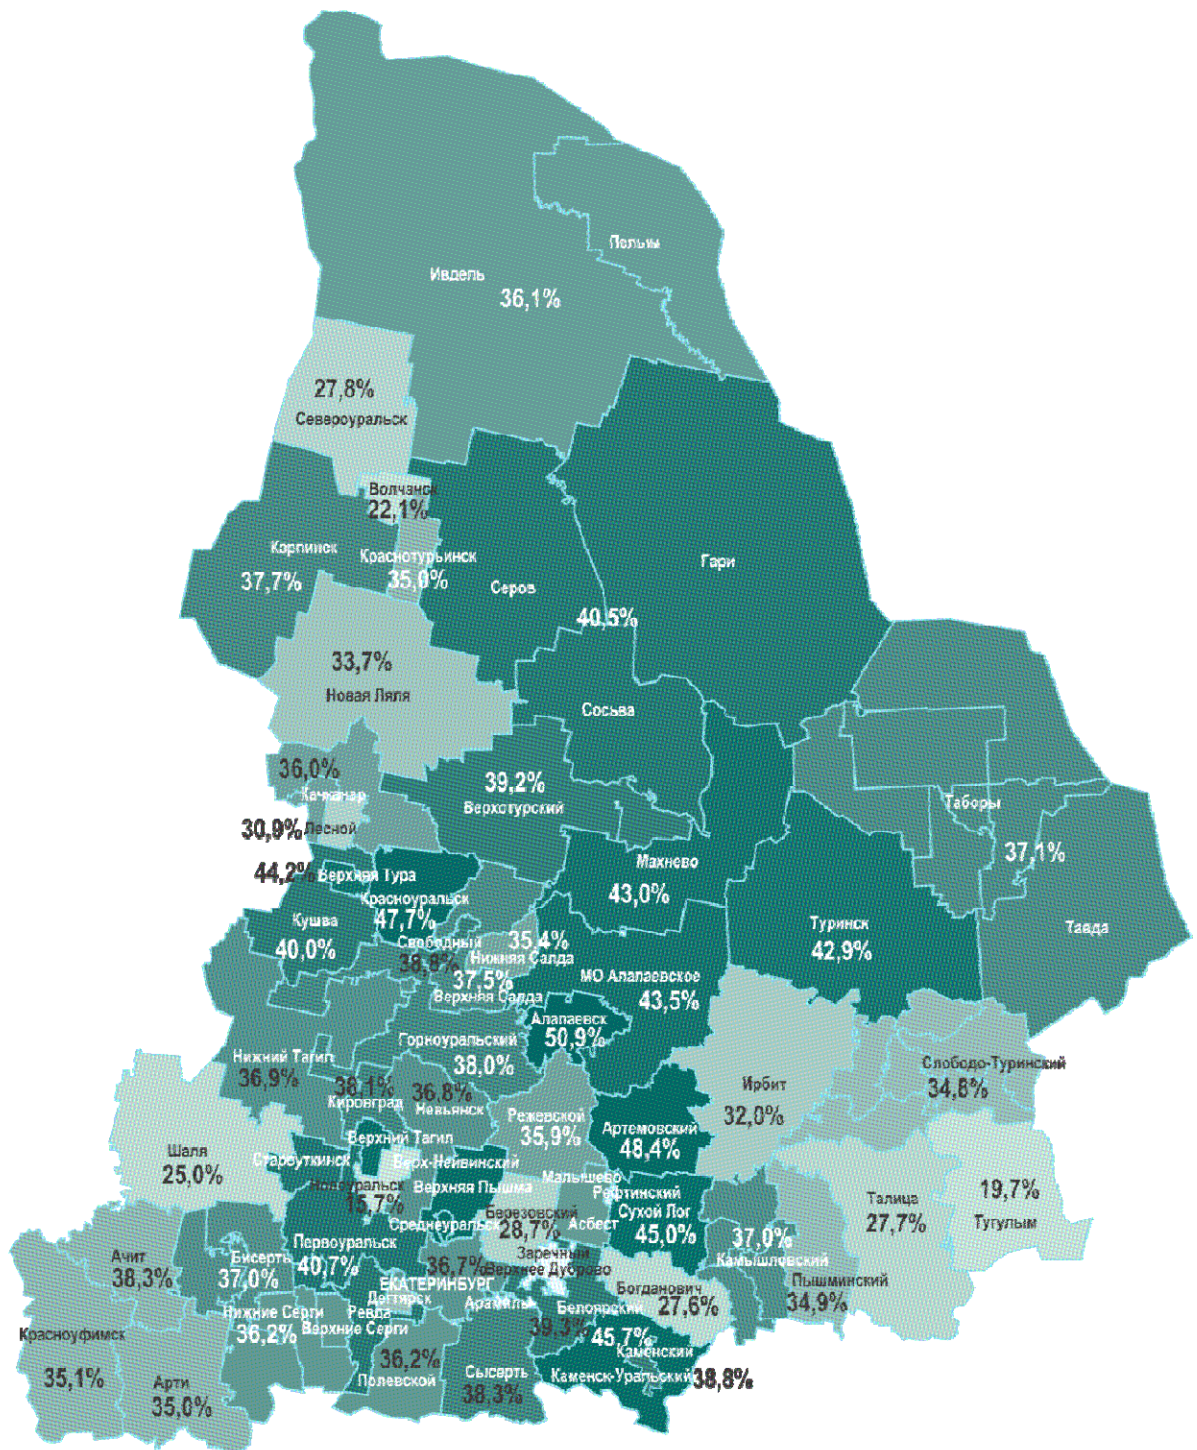 Пелым
Ивдель
36,1%
27,8%
Североуральск
Волчанск
22,1%
Карпинск
37,7%
Краснотурьинск
35,0%
Серов
Гари
40,5%
33,7%
Новая Ляля
Сосьва
36,0%
Качканар
39,2%
Верхотурский
Таборы
37,1%
30,9%
Лесной
44,2%
Верхняя Тура
Махнево
43,0%
Красноуральск
47,7%
Кушва
40,0%
Туринск
42,9%
Тавда
Свободный
38,8%
35,4%
Нижняя Салда
37,5%
Верхняя Салда
МО Алапаевское
43,5%
Алапаевск
50,9%
Горноуральский
38,0%
Нижний Тагил
36,9%
38,1%
Кировград
36,8%
Невьянск
Слободо-Туринский
34,8%
Ирбит
32,0%
Режевской
35,9%
Артемовский
48,4%
Верхний Тагил
Шаля
25,0%
Староуткинск
Верх-Нейвинский
Новоуральск
15,7%
Верхняя Пышма
Малышево
Рефтинский
Сухой Лог
45,0%
Талица
27,7%
19,7%
Тугулым
Березовский
28,7%
Асбест
Среднеуральск
Первоуральск
40,7%
37,0%
Камышловский
Ачит
38,3%
Бисерть
37,0%
36,7%
ЕКАТЕРИНБУРГ
Заречный
Верхнее Дуброво
Богданович
27,6%
Пышминский
34,9%
Дегтярск
Арамиль
Нижние Серги
36,2%
Ревда
Верхние Серги
Белоярский
39,3%
45,7%
Каменский
Красноуфимск
35,1%
Арти
35,0%
36,2%
Полевской
Сысерть
38,3%
Каменск-Уральский
38,8%